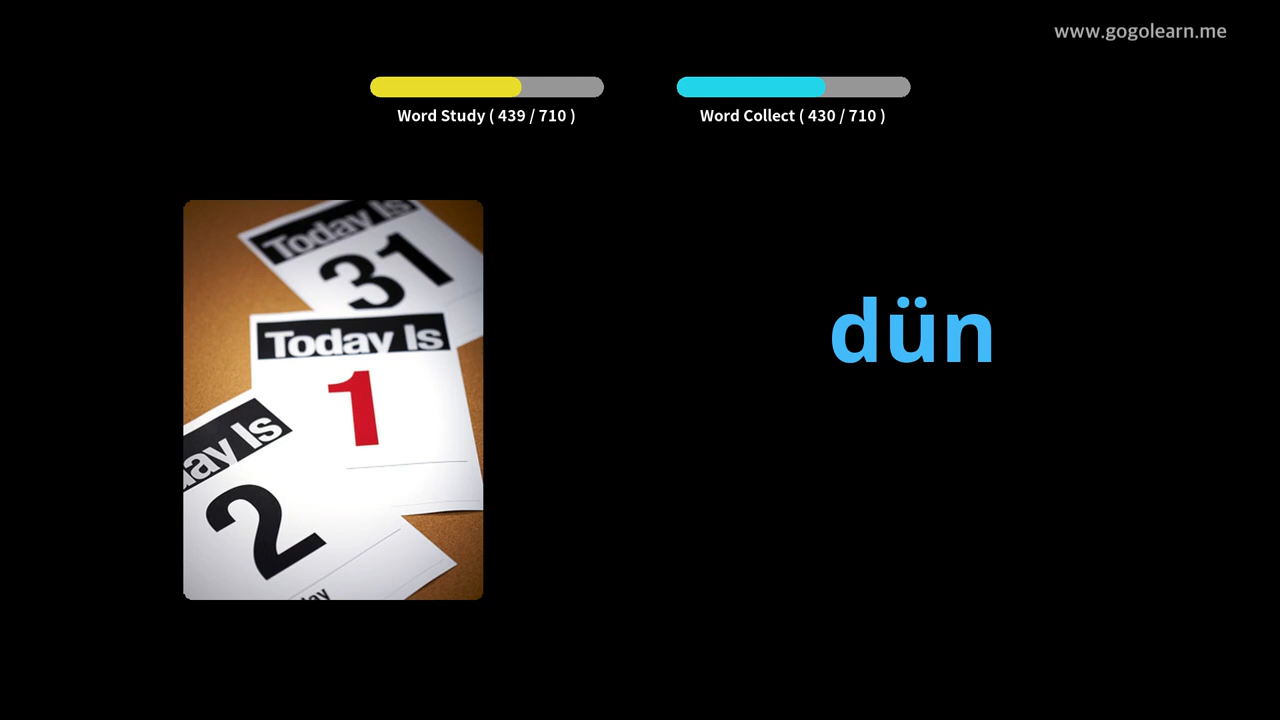 www.gogolearn.me
Word Study ( 439 / 710 )
Word Collect ( 430 / 710 )
Today Is
31
Today Is
1
dün
ay Is
2